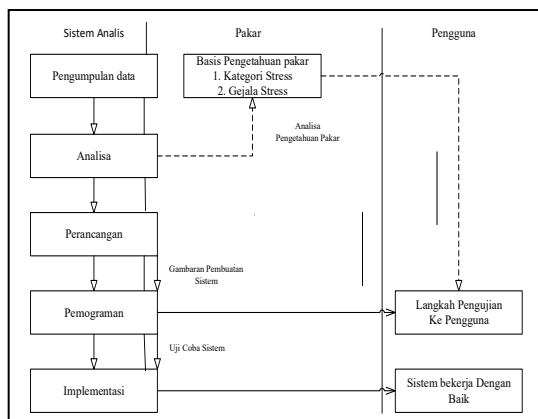 Sistem Analis
Pakar
Pengguna
Pengumpulan data
Basis Pengetahuan pakar
1. Kategori Stress
2. Gejala Stress
Analisa
Pengetahuan Pakar
Analisa
Perancangan
Gambaran Pembuatan
Sistem
Pemograman
Langkah Pengujian
Ke Pengguna
Uji Coba Sistem
Implementasi
Sistem bekerja Dengan
Baik